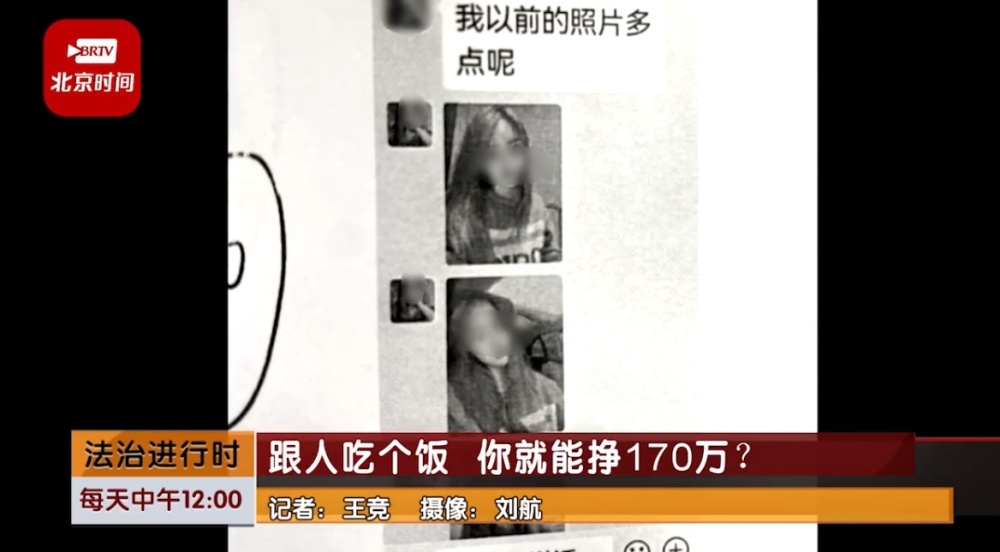 BRTV
北京时间
我以前的照片多
点呢
法治进行时
跟人吃个饭 你就能挣170万？
每天中午12:00
记者：王竞 摄像：刘航